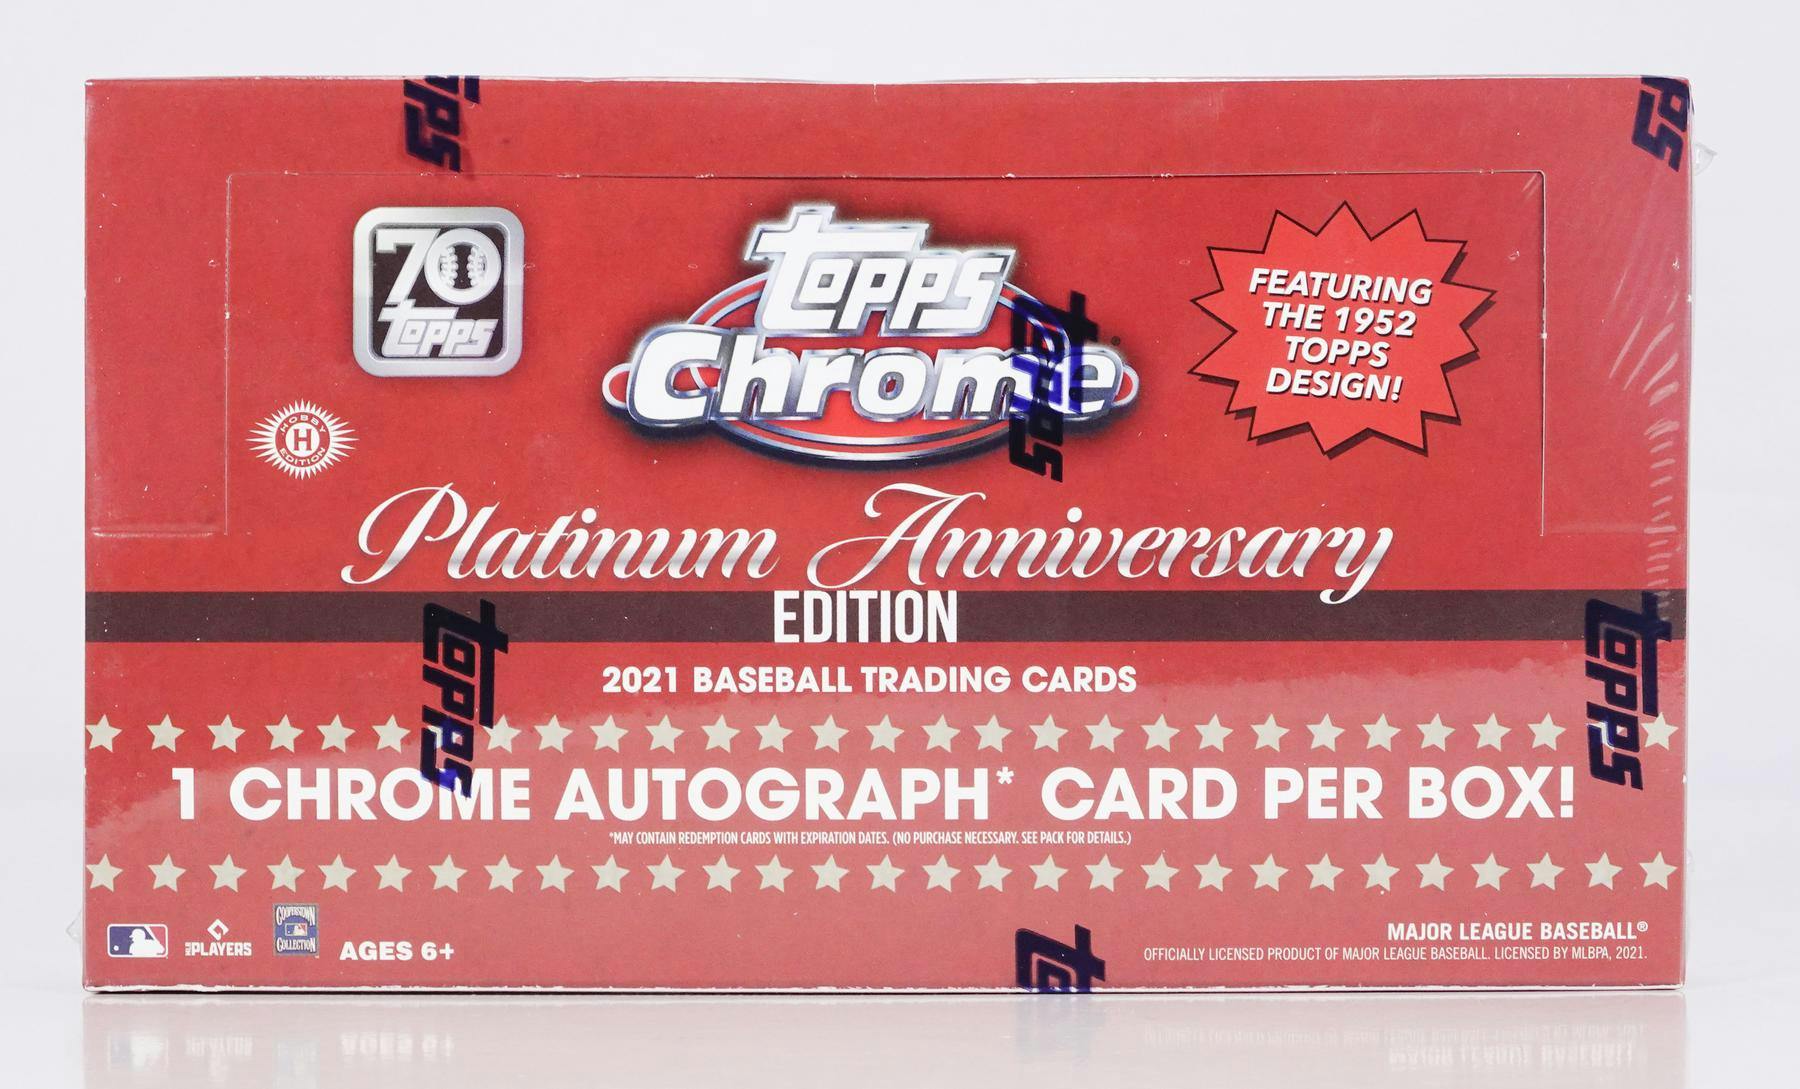 70
Topps
Topps
Chrome
FEATURING
THE 1952
TOPPS
DESIGN!
HOBBY
H
EDITION
Platinum Anniversary
EDITION
2021 BASEBALL TRADING CARDS
1 CHROME AUTOGRAPH* CARD PER BOX!
*MAY CONTAIN REDEMPTION CARDS WITH EXPIRATION DATES. (NO PURCHASE NECESSARY. SEE PACK FOR DETAILS.)
MLB PLAYERS
COOPERSTOWN
COLLECTION
AGES 6+
MAJOR LEAGUE BASEBALL®
OFFICIALLY LICENSED PRODUCT OF MAJOR LEAGUE BASEBALL. LICENSED BY MLBPA, 2021.
Topps
Topps
Topps